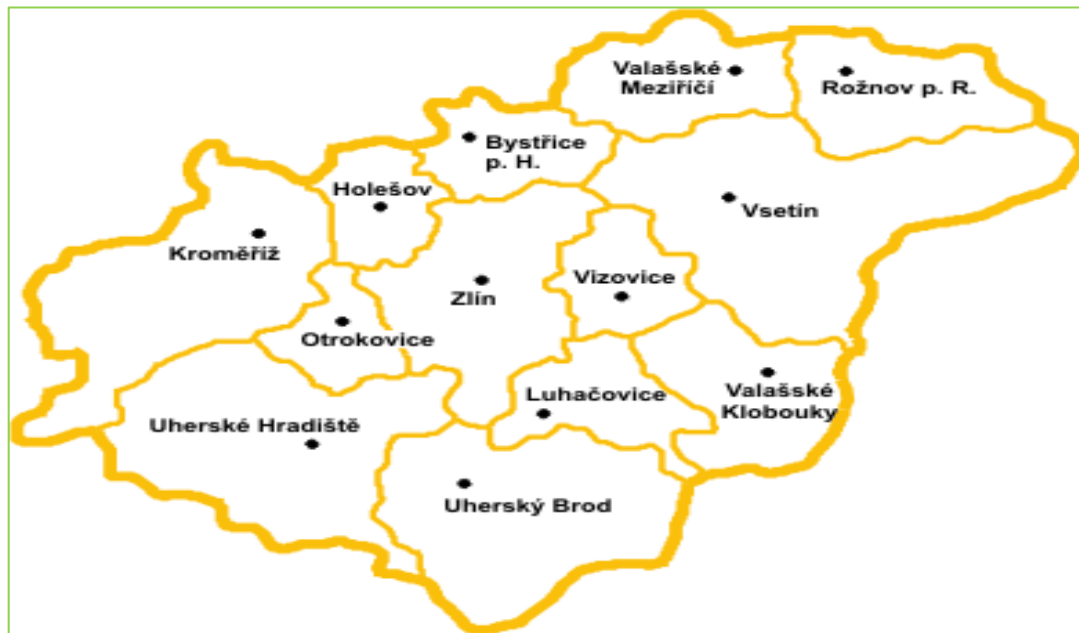 Valašské
Meziříčí
Rožnov p. R.
Bystřice
p. H.
Holešov
Vsetín
Kroměříž
Vizovice
Zlín
Otrokovice
Luhačovice
Valašské
Klobouky
Uherské Hradiště
Uherský Brod